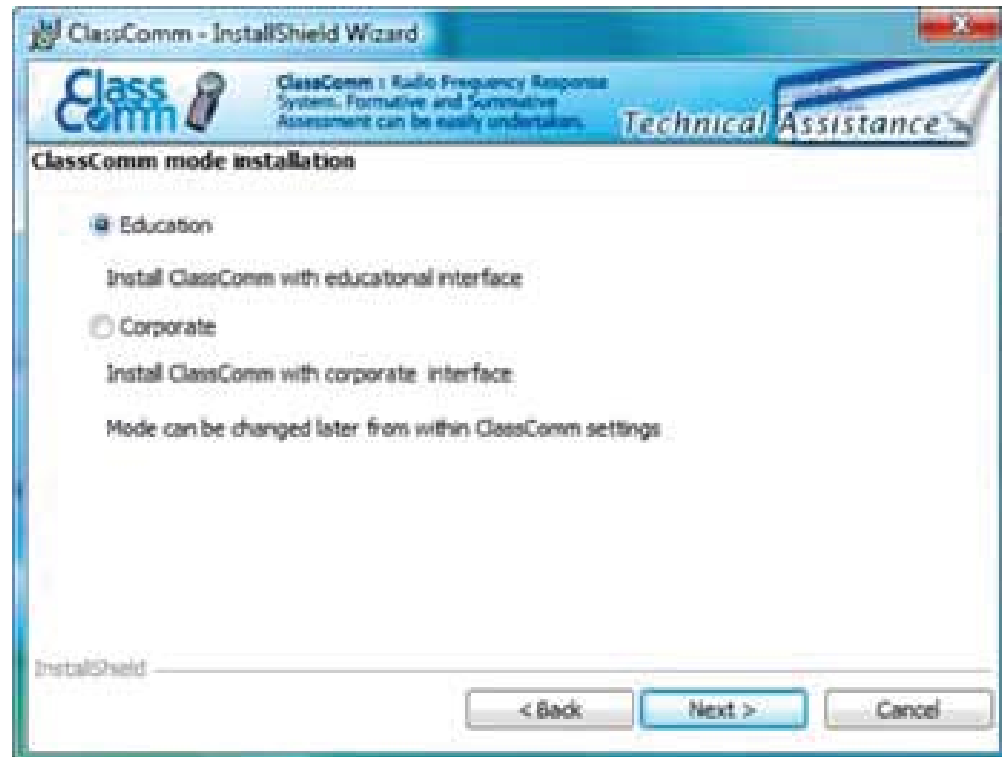 ClassComm - InstallShield Wizard
Class
Comm
ClassComm : Radio Frequency Response
System. Formative and Summative
Assessment can be easily undertaken.
Technical Assistance
ClassComm mode installation
Education
Install ClassComm with educational interface
Corporate
Install ClassComm with corporate interface
Mode can be changed later from within ClassComm settings
InstallShield
< Back
Next >
Cancel